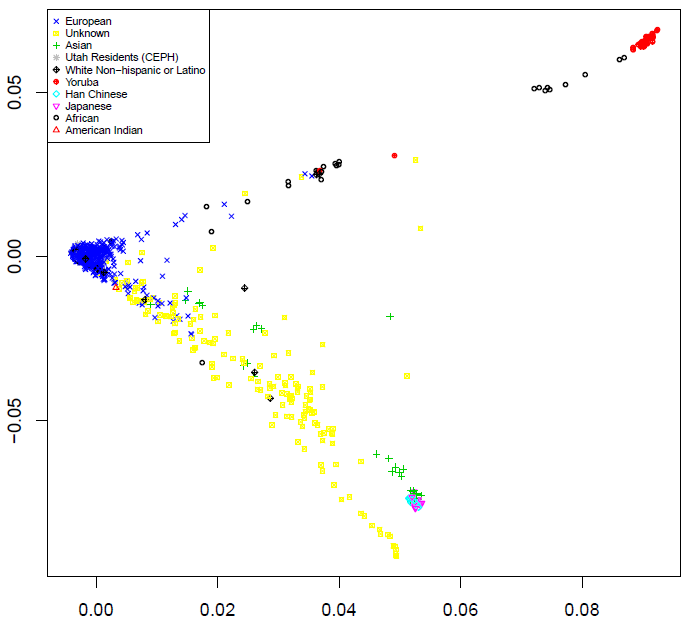 European
Unknown
Asian
Utah Residents (CEPH)
White Non−hispanic or Latino
Yoruba
Han Chinese
Japanese
African
American Indian
0.05
0.00
−0.05
0.00 0.02 0.04 0.06 0.08